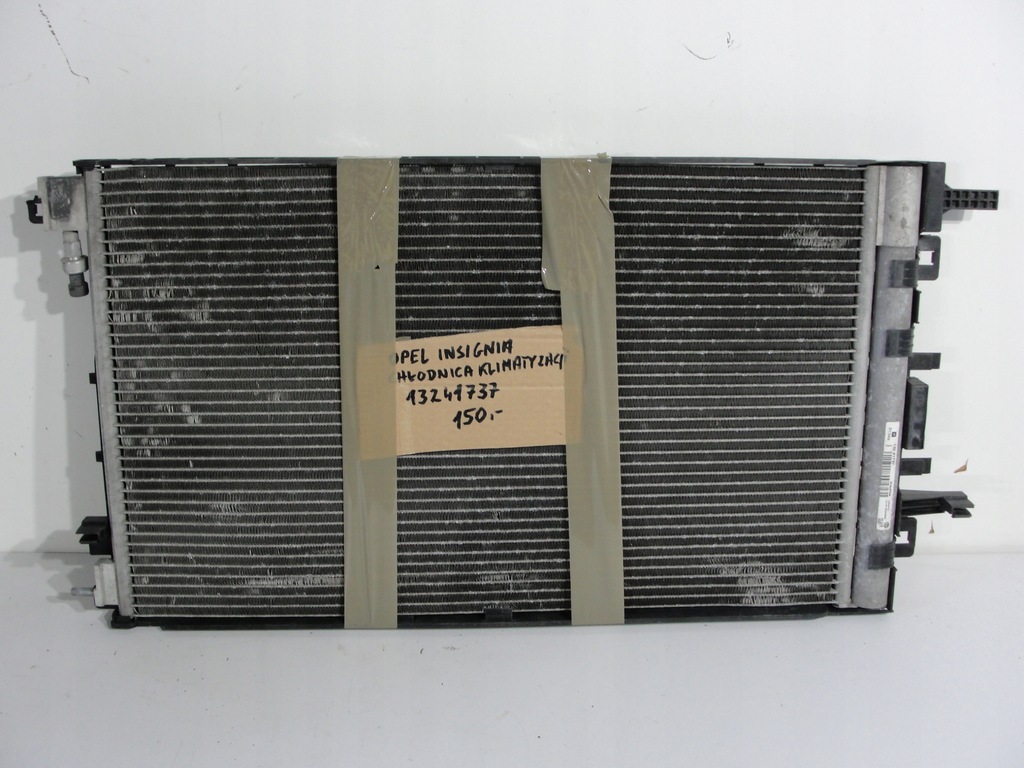 OPEL INSIGNIA
CHŁODNICA KLIMATYZACJI
13241737
150.-